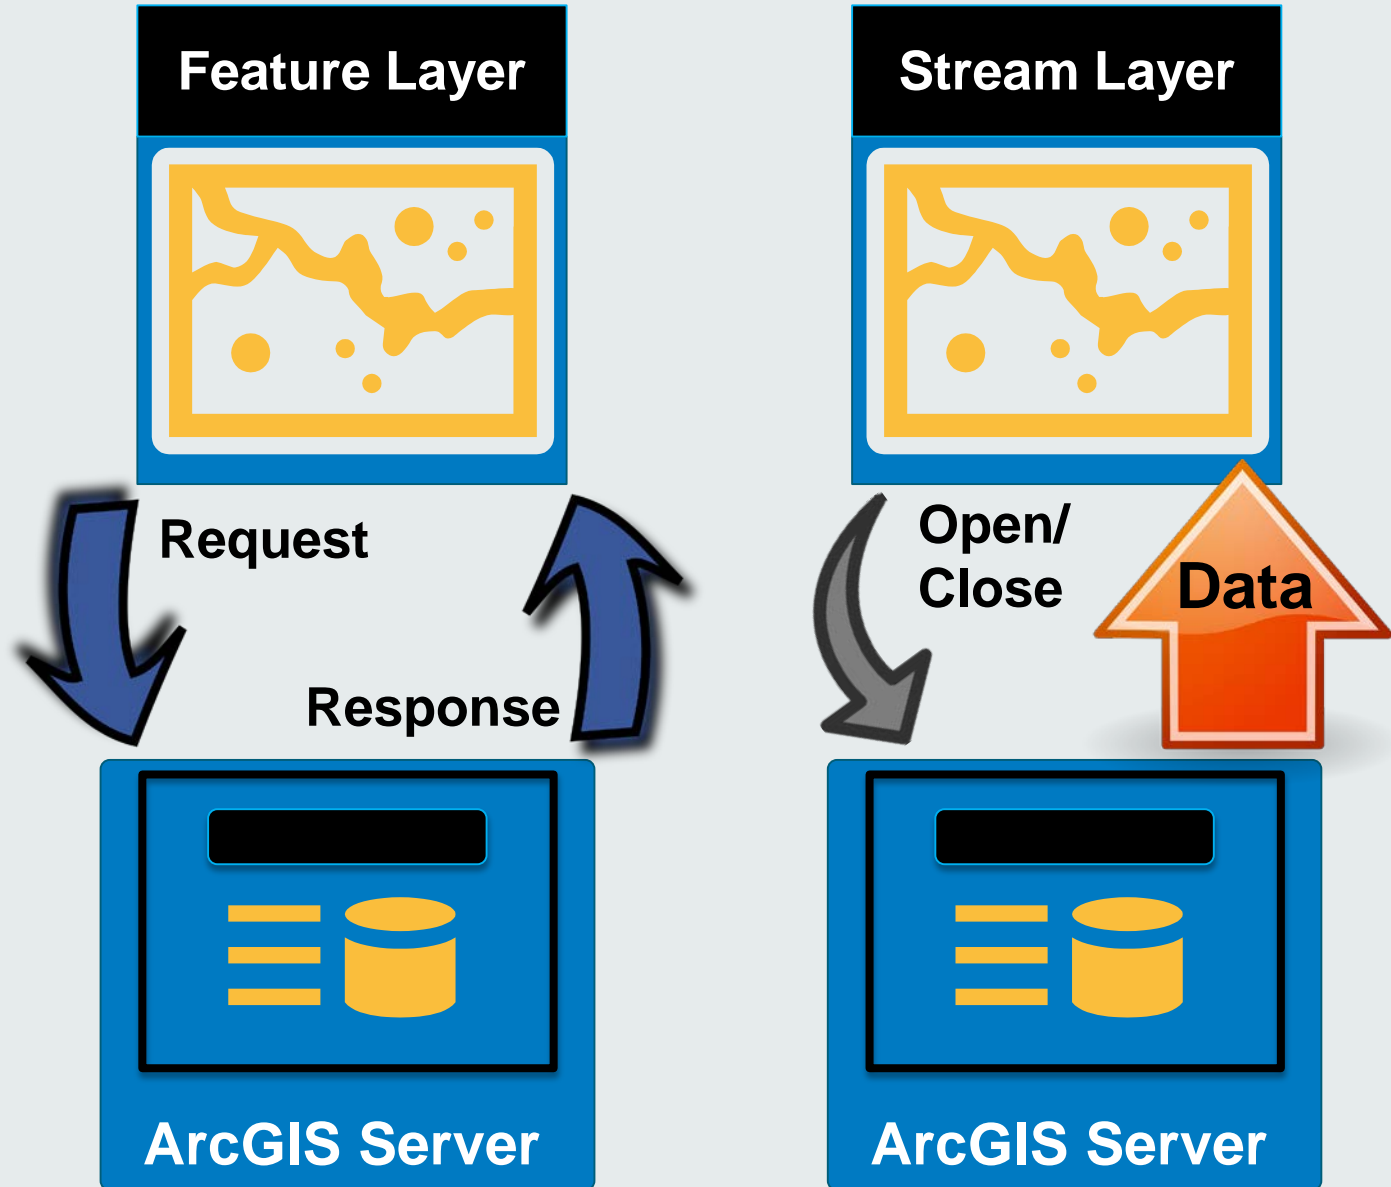 Feature Layer
Request
Response
ArcGIS Server
Stream Layer
Open/
Close
Data
ArcGIS Server